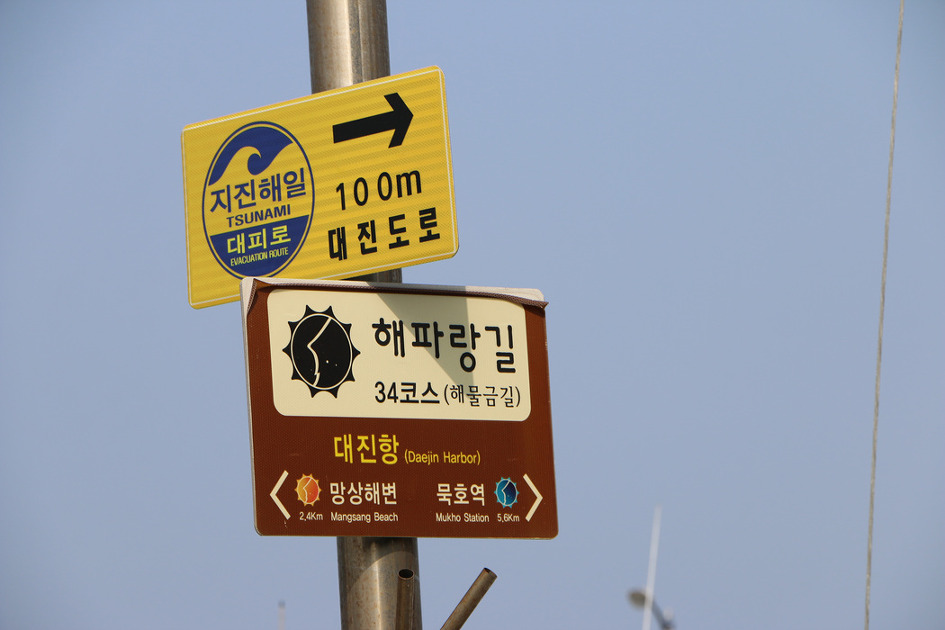 지진해일
TSUNAMI
대피로
EVACUATION ROUTE
100m
대진도로
해파랑길
34코스 (해물금길)
대진항 (Daejin Harbor)
망상해변
2,4Km Mangsang Beach
묵호역
Mukho Station 5,6Km